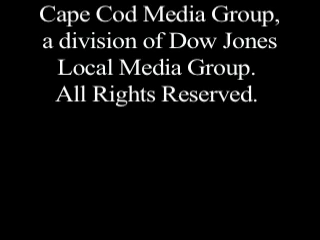 Cape Cod Media Group,
a division of Dow Jones
Local Media Group.
All Rights Reserved.